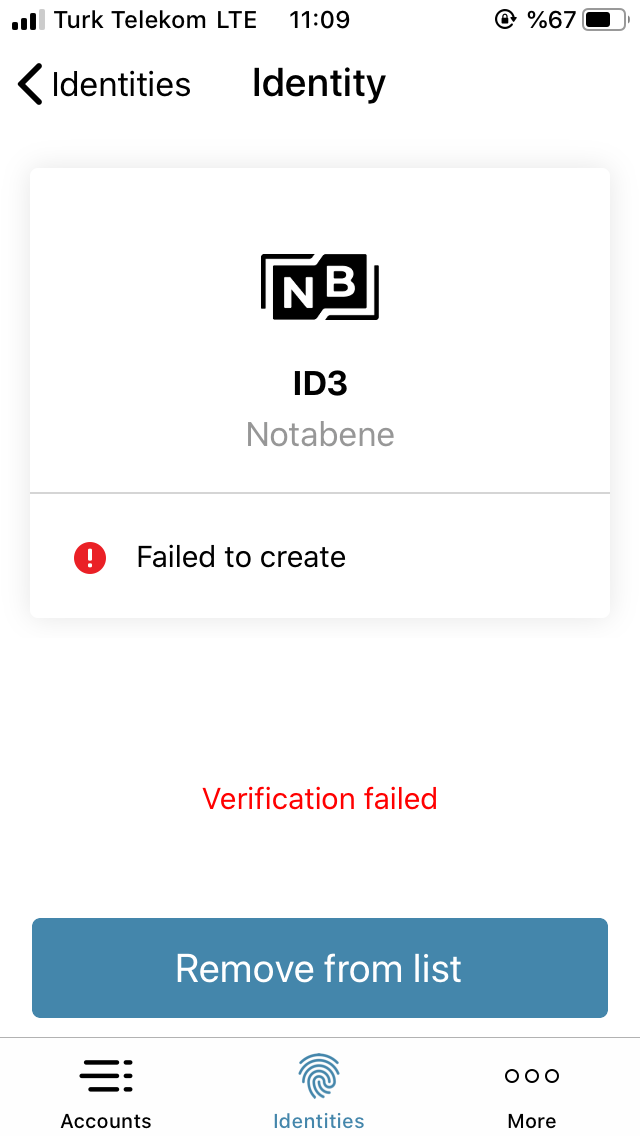 Turk Telekom LTE 11:09 %67
Identities Identity
NB
ID3
Notabene
Failed to create
Verification failed
Remove from list
Accounts Identities More